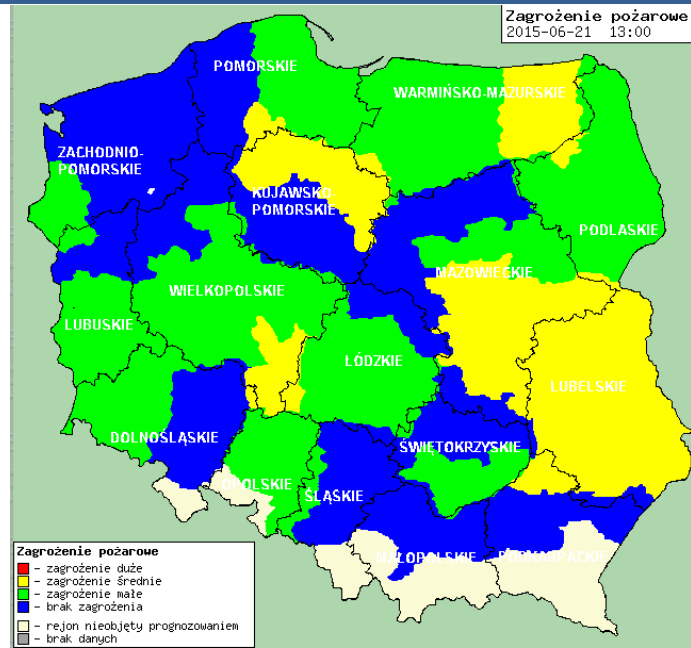 Zagrożenie pożarowe
2015-06-21 13:00
POMORSKIE
WARMIŃSKO-MAZURSKIE
ZACHODNIO-
POMORSKIE
KUJAWSKO-
POMORSKIE
PODLASKIE
MAZOWIECKIE
WIELKOPOLSKIE
LUBUSKIE
ŁÓDZKIE
LUBELSKIE
DOLNOŚLĄSKIE
ŚWIĘTOKRZYSKIE
OPOLSKIE
ŚLĄSKIE
MAŁOPOLSKIE
PODKARPACKIE
Zagrożenie pożarowe
- zagrożenie duże
- zagrożenie średnie
- zagrożenie małe
- brak zagrożenia
- rejon nieobjęty prognozowaniem
- brak danych